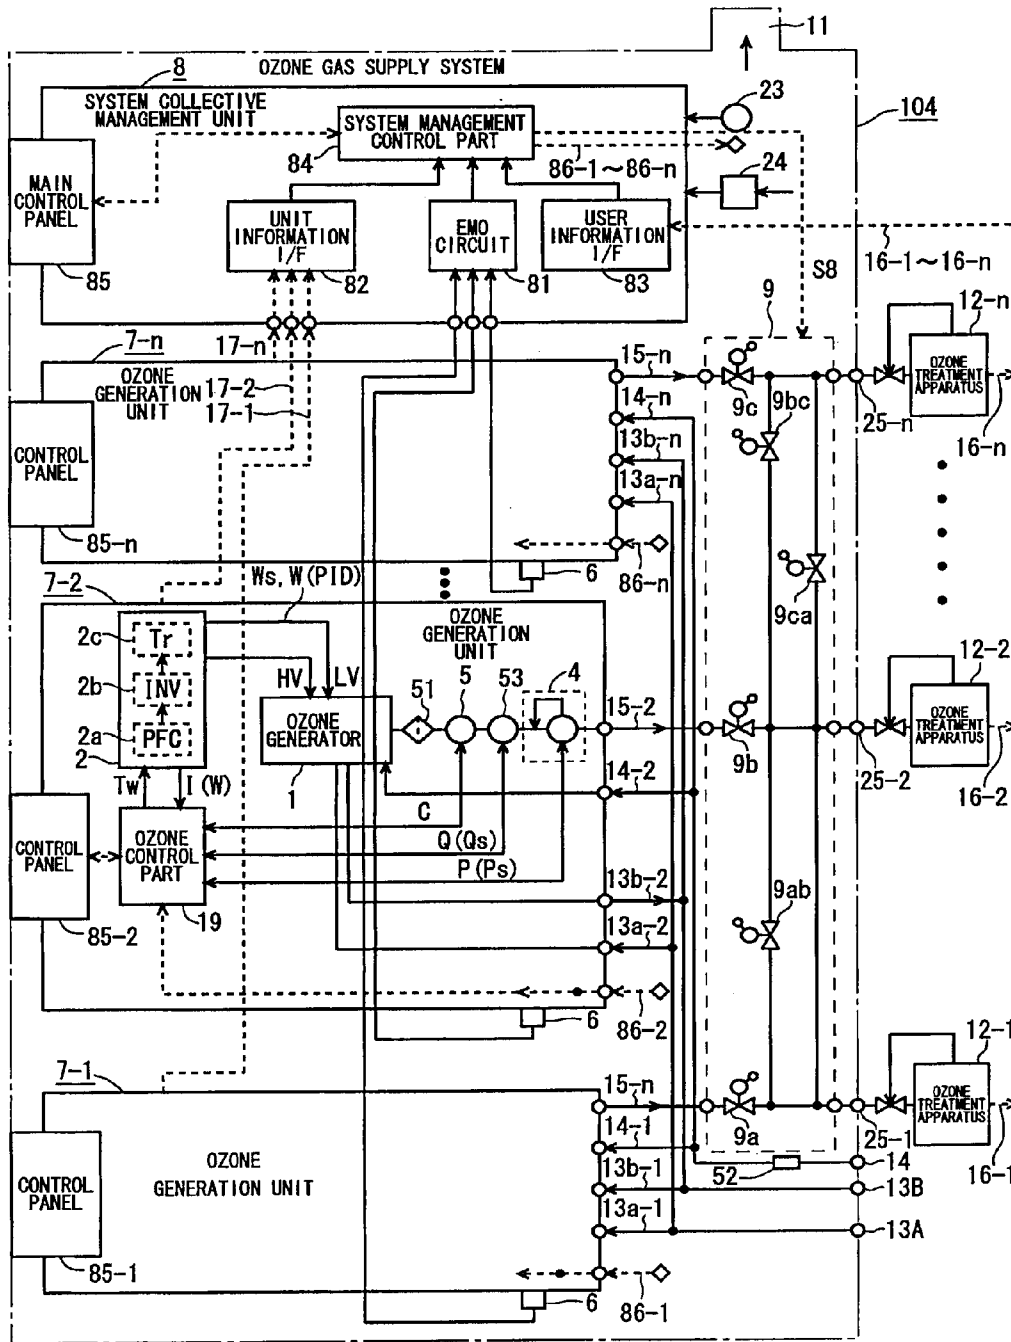 11
OZONE GAS SUPPLY SYSTEM
8
23
104
SYSTEM COLLECTIVE
MANAGEMENT UNIT
SYSTEM MANAGEMENT
CONTROL PART
84
86-1～86-n
24
MAIN
CONTROL
PANEL
85
UNIT
INFORMATION
I/F
82
EMO
CIRCUIT
81
USER
INFORMATION
I/F
83
16-1～16-n
S8
9
12-n
7-n
17-n
OZONE
GENERATION
UNIT
17-2
17-1
15-n
14-n
13b-n
13a-n
9c
9bc
OZONE
TREATMENT
APPARATUS
25-n
16-n
CONTROL
PANEL
85-n
6
86-n
9ca
7-2
Ws, W(PID)
OZONE
GENERATION
UNIT
2c
Tr
2b
INV
2a
PFC
2
HV
LV
51
5
53
4
OZONE
GENERATOR
1
15-2
9b
12-2
OZONE
TREATMENT
APPARATUS
25-2
16-2
Tw
I(W)
14-2
C
Q(Qs)
P(Ps)
CONTROL
PANEL
OZONE
CONTROL
PART
19
85-2
13b-2
13a-2
9ab
6
86-2
7-1
15-n
14-1
13b-1
13a-1
9a
12-1
OZONE
TREATMENT
APPARATUS
25-1
16-1
OZONE
GENERATION UNIT
CONTROL
PANEL
85-1
52
14
13B
13A
6
86-1